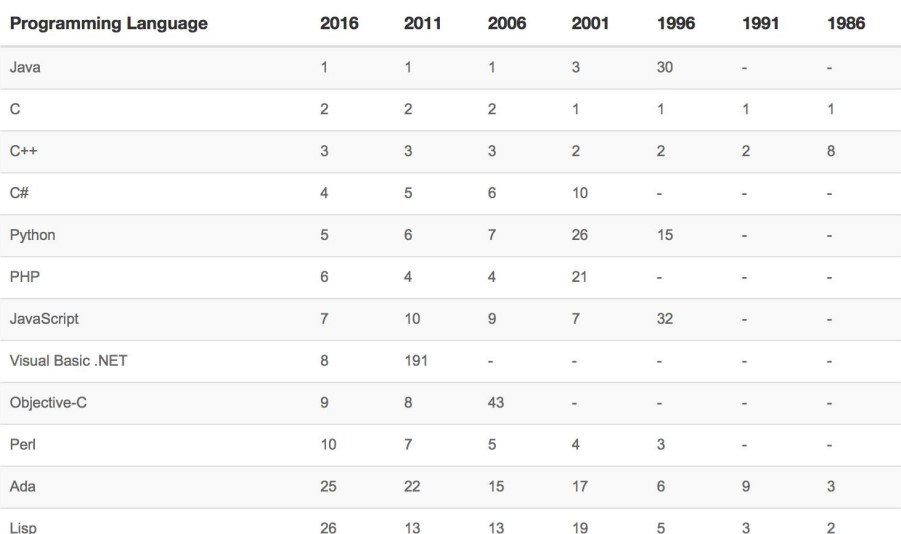 Programming Language 2016 2011 2006 2001 1996 1991 1986
Java 1 1 1 3 30 - -
C 2 2 2 1 1 1 1
C++ 3 3 3 2 2 2 8
C# 4 5 6 10 - - -
Python 5 6 7 26 15 - -
PHP 6 4 4 21 - - -
JavaScript 7 10 9 7 32 - -
Visual Basic .NET 8 191 - - - - -
Objective-C 9 8 43 - - - -
Perl 10 7 5 4 3 - -
Ada 25 22 15 17 6 9 3
Lisp 26 13 13 19 5 3 2